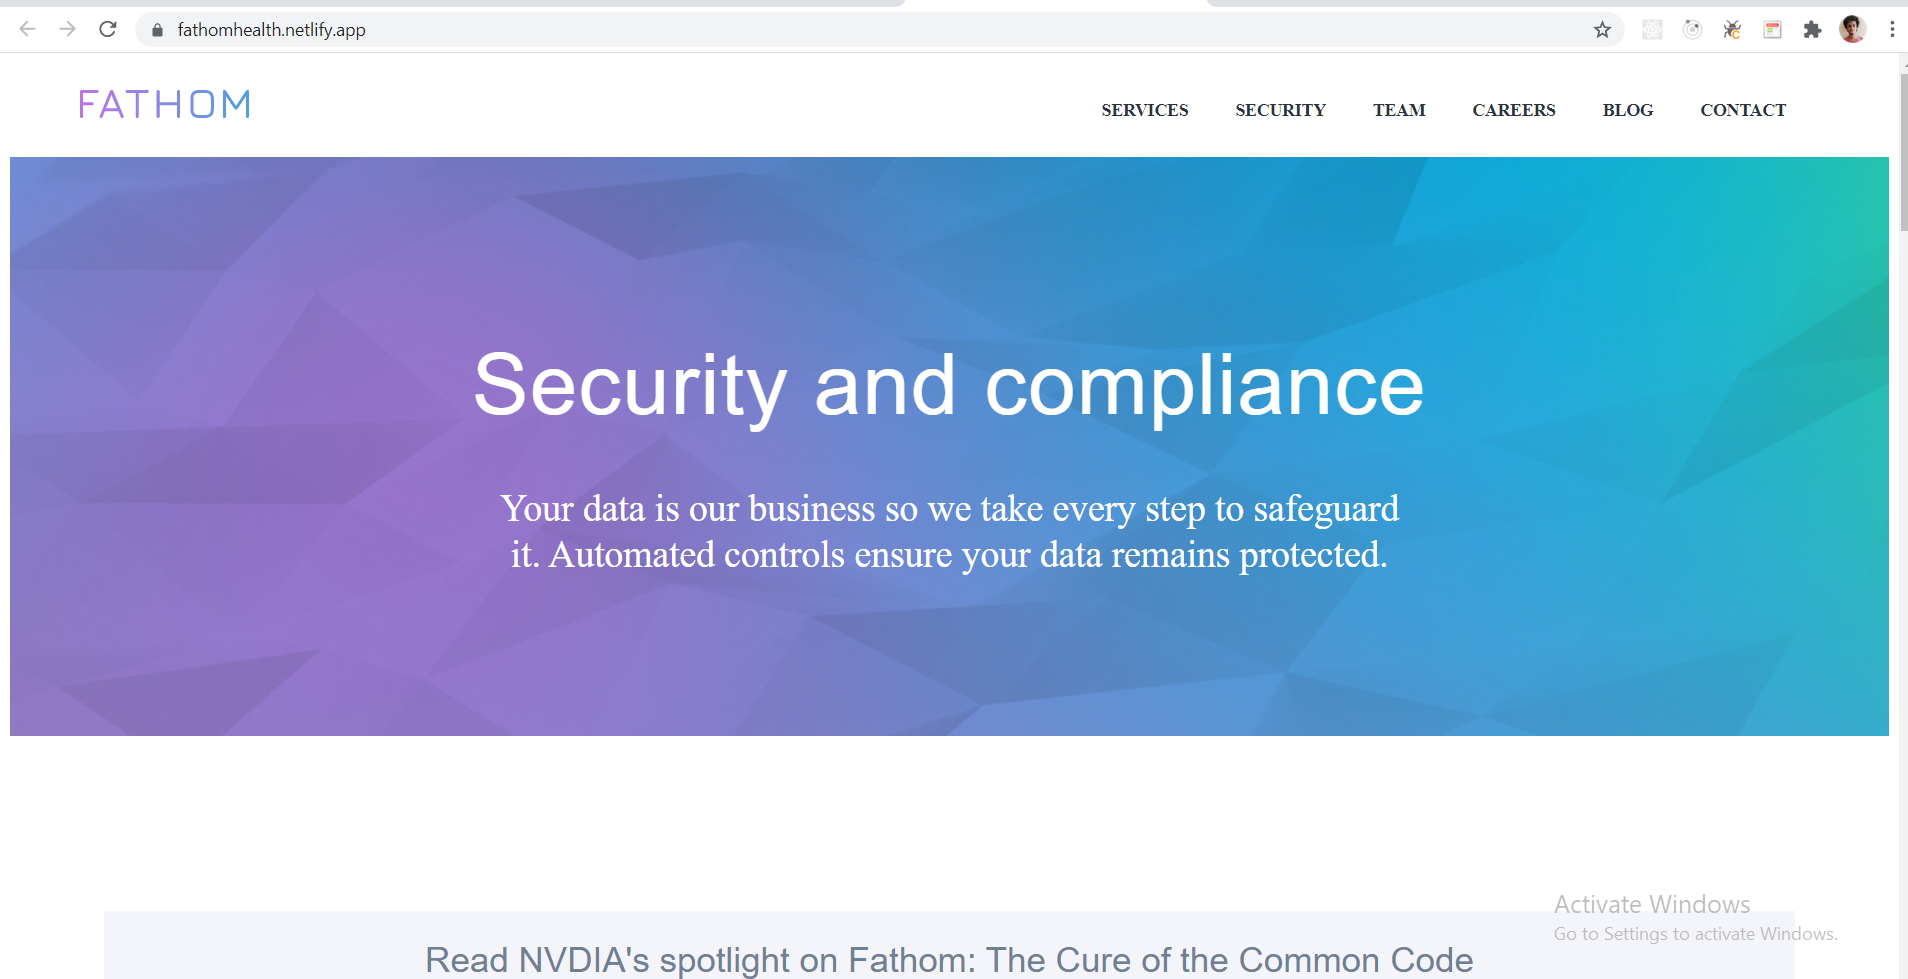 fathomhealth.netlify.app
FATHOM
SERVICES SECURITY TEAM CAREERS BLOG CONTACT
Security and compliance
Your data is our business so we take every step to safeguard
it. Automated controls ensure your data remains protected.
Activate Windows
Go to Settings to activate Windows.
Read NVDIA's spotlight on Fathom: The Cure of the Common Code